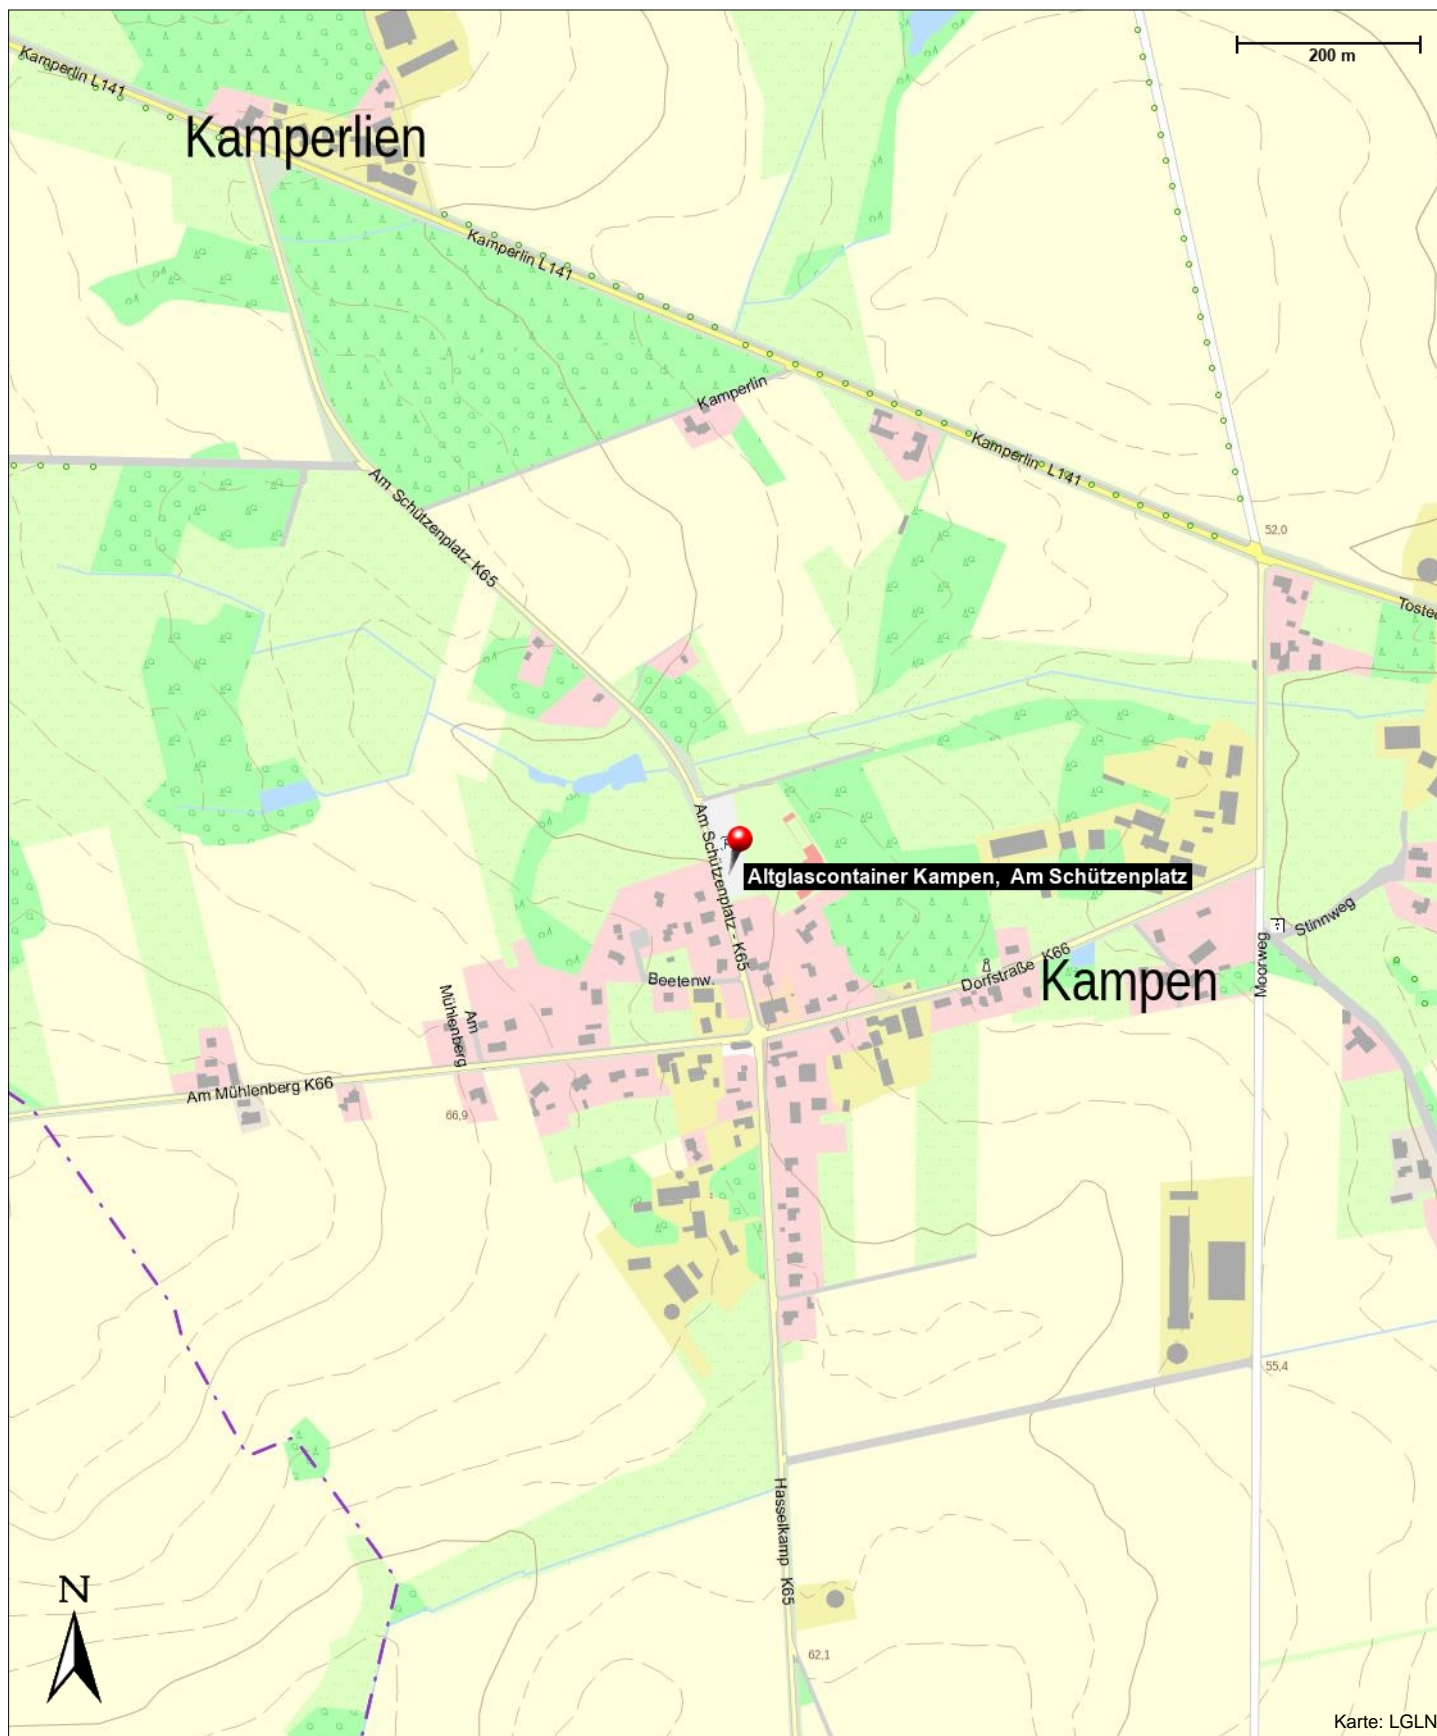 200 m
Kamperlin L141
Kamperlien
Kamperlin L141
Kamperlin
Kamperlin L141
Am Schützenplatz K65
52,0
Am Schützenplatz - K65
Altglascontainer Kampen, Am Schützenplatz
Stinnweg
Moorweg
Dorfstraße K66
Kampen
Beetenw.
Am
Mühlenberg
Am Mühlenberg K66
66,9
55,4
Hasselkamp K65
62,1
N
Karte: LGLN